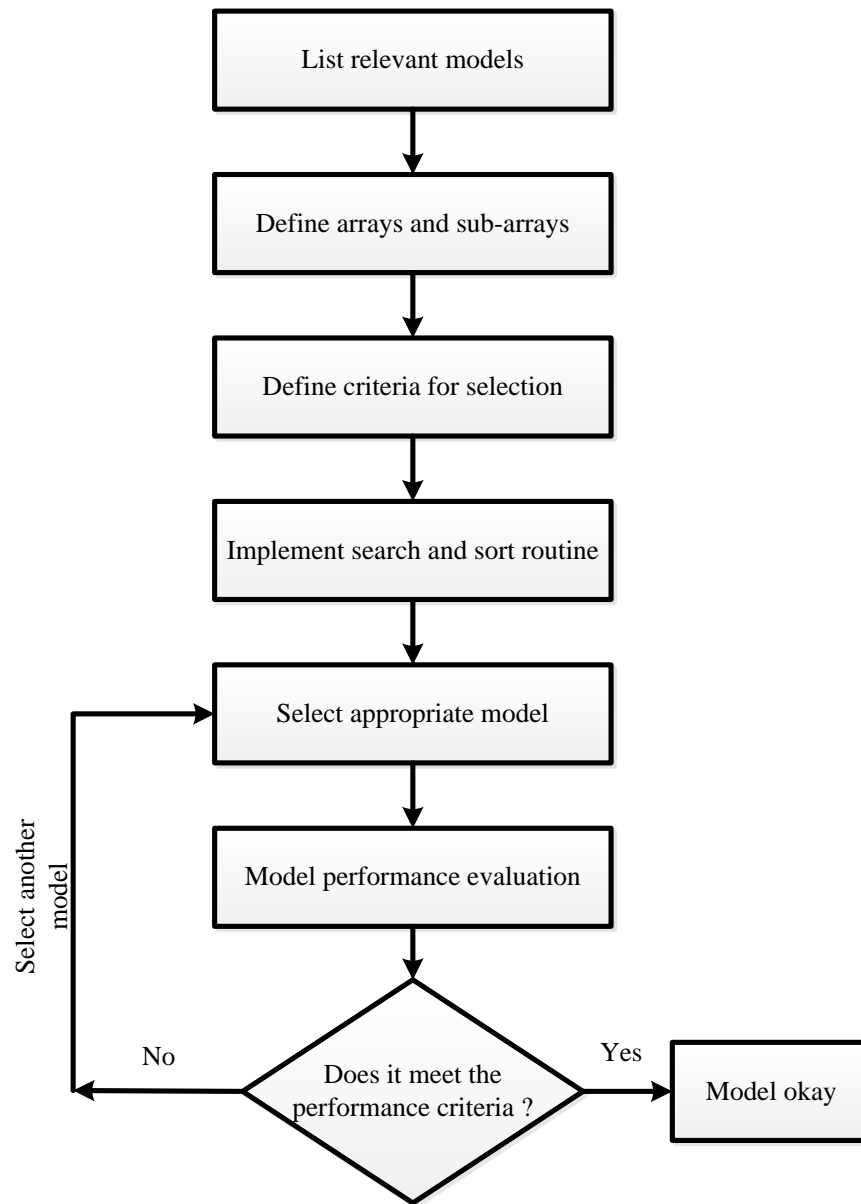 List relevant models
Define arrays and sub-arrays
Define criteria for selection
Implement search and sort routine
Select appropriate model
Model performance evaluation
Select another
model
No
Does it meet the
performance criteria ?
Yes
Model okay